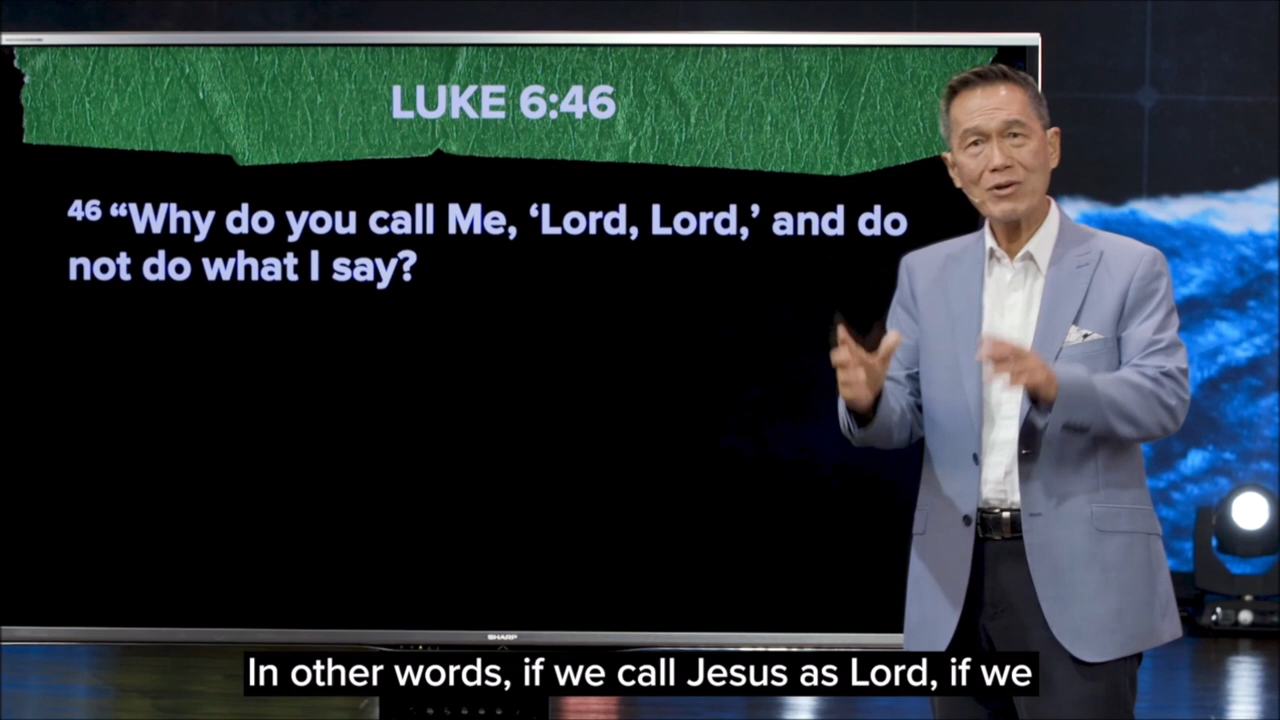 LUKE 6:46
46 “Why do you call Me, ‘Lord, Lord,’ and do
not do what I say?
SHARP
In other words, if we call Jesus as Lord, if we